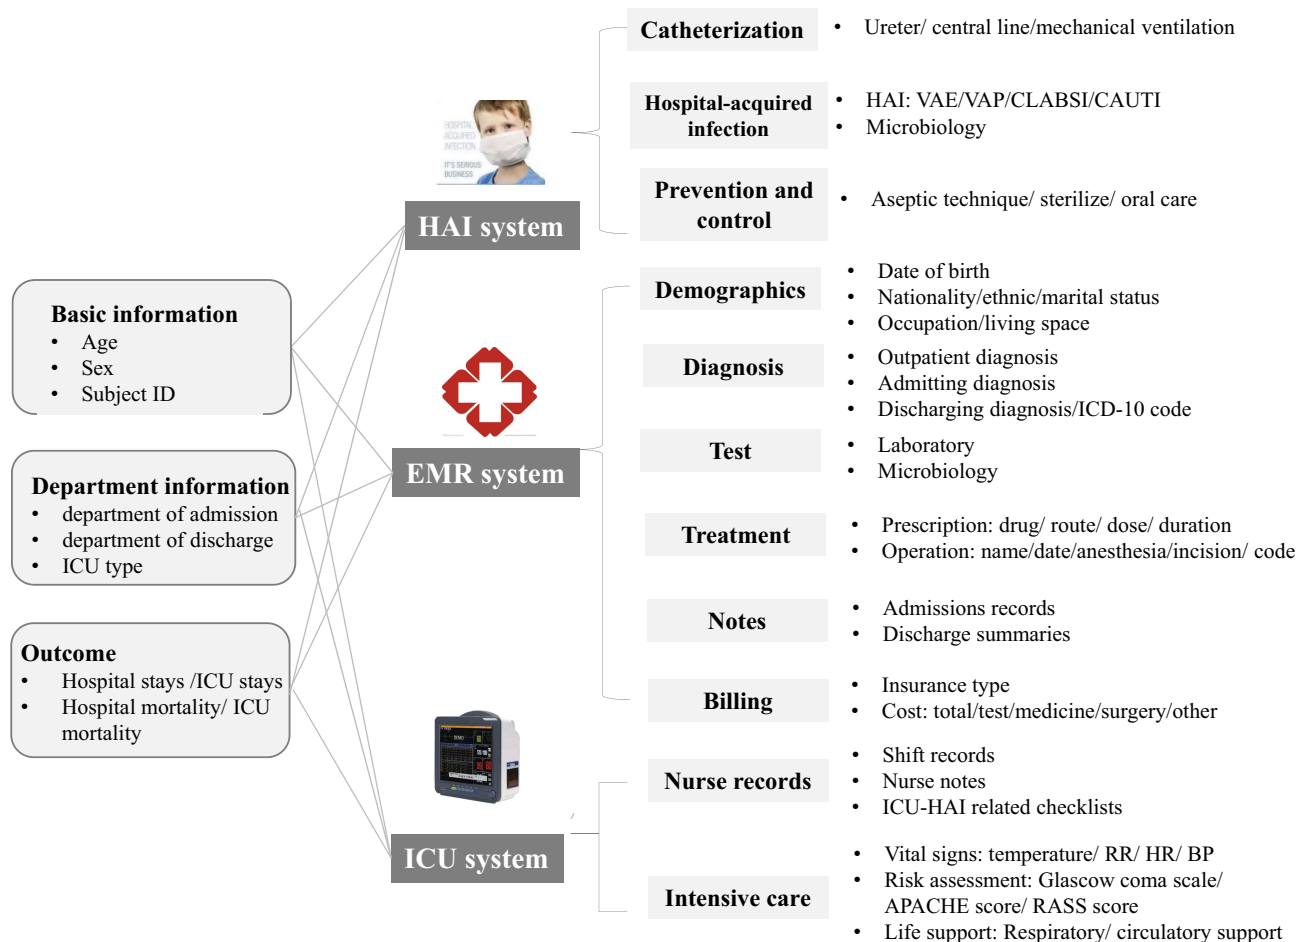 Basic information
• Age
• Sex
• Subject ID
Department information
• department of admission
• department of discharge
• ICU type
Outcome
• Hospital stays /ICU stays
• Hospital mortality/ ICU
mortality
HOSPITAL
ACQUIRED
INFECTION
IT'S SERIOUS
BUSINESS
HAI system
EMR system
DEMO
ICU system
Catheterization
• Ureter/ central line/mechanical ventilation
Hospital-acquired
infection
• HAI: VAE/VAP/CLABSI/CAUTI
• Microbiology
Prevention and
control
• Aseptic technique/ sterilize/ oral care
Demographics
• Date of birth
• Nationality/ethnic/marital status
• Occupation/living space
Diagnosis
• Outpatient diagnosis
• Admitting diagnosis
• Discharging diagnosis/ICD-10 code
Test
• Laboratory
• Microbiology
Treatment
• Prescription: drug/ route/ dose/ duration
• Operation: name/date/anesthesia/incision/ code
Notes
• Admissions records
• Discharge summaries
Billing
• Insurance type
• Cost: total/test/medicine/surgery/other
Nurse records
• Shift records
• Nurse notes
• ICU-HAI related checklists
Intensive care
• Vital signs: temperature/ RR/ HR/ BP
• Risk assessment: Glascow coma scale/
APACHE score/ RASS score
• Life support: Respiratory/ circulatory support